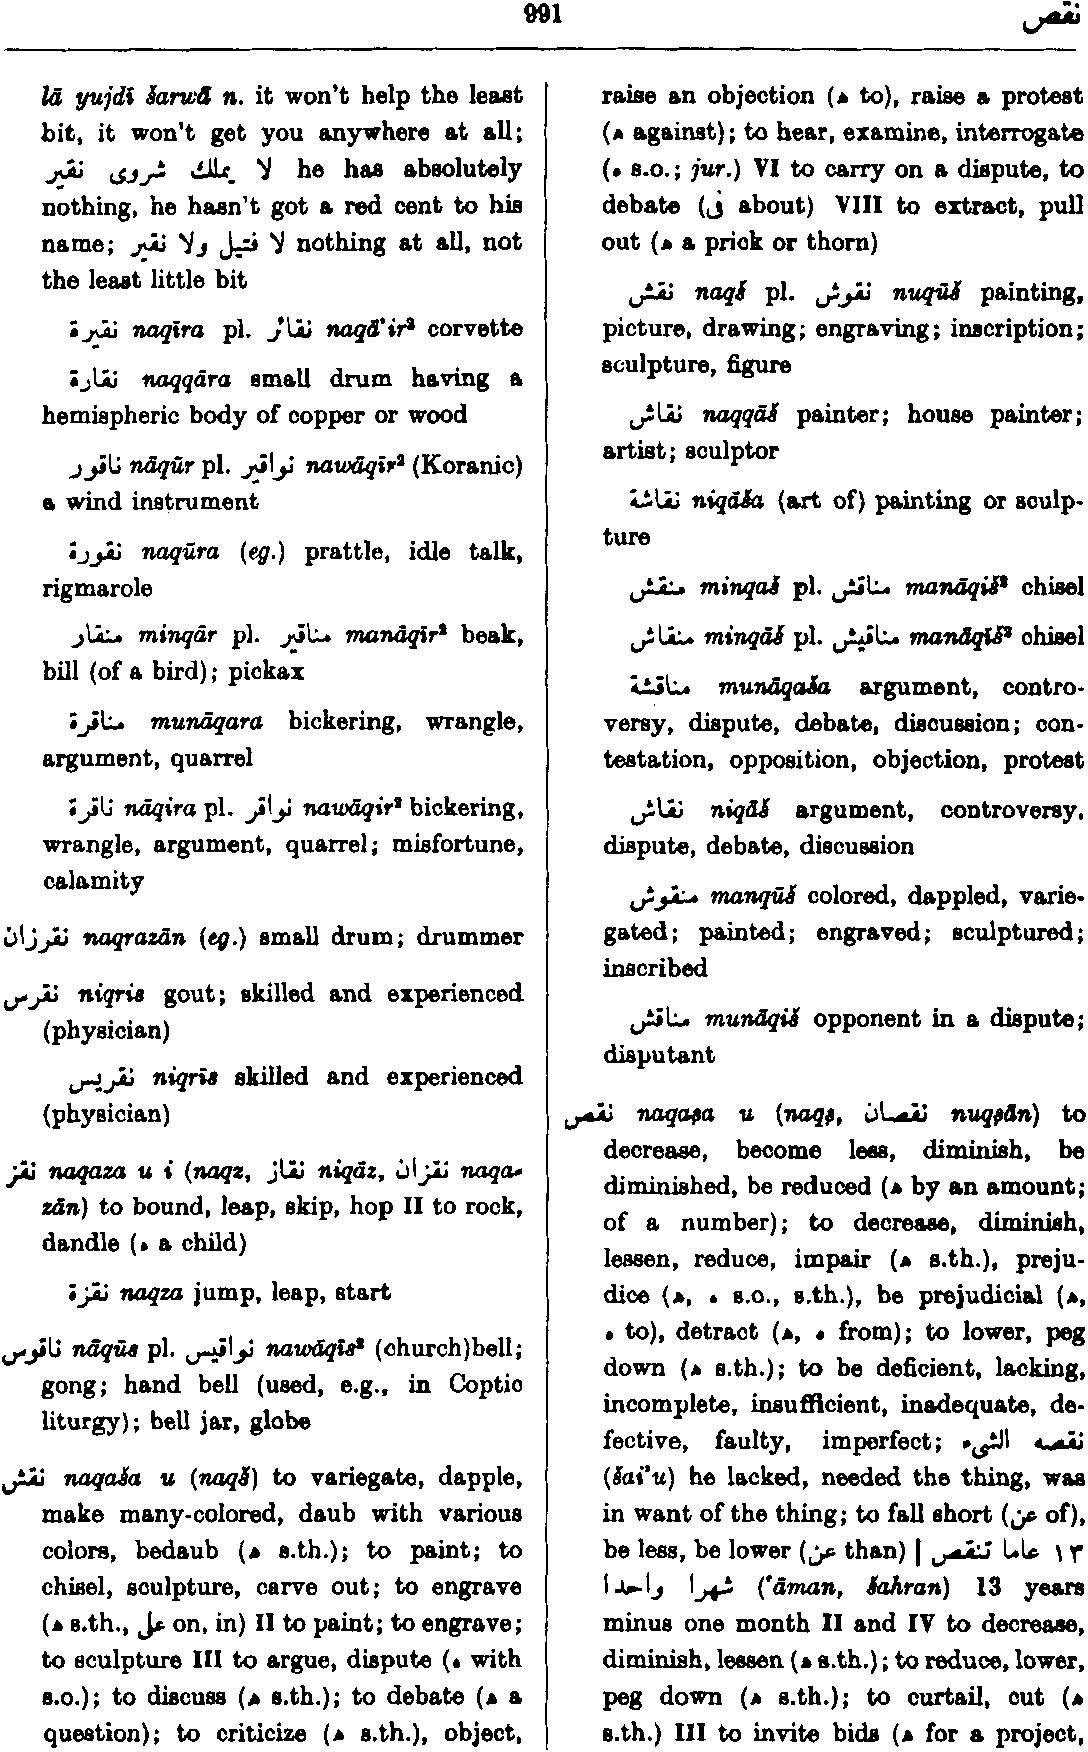 991
نقص
lā yujdī šarwā n. it won't help the least
bit, it won't get you anywhere at all;
لا يملك شروى نقير he has absolutely
nothing, he hasn't got a red cent to his
name; لا فتيل ولا نقير nothing at all, not
the least little bit
نقيرة naqīra pl. نقائر naqā'ir² corvette
نقارة naqqāra small drum having a
hemispheric body of copper or wood
ناقور nāqūr pl. نواقير nawāqīr² (Koranic)
a wind instrument
نقورة naqūra (eg.) prattle, idle talk,
rigmarole
منقار minqār pl. مناقير manāqīr² beak,
bill (of a bird); pickax
مناقرة munāqara bickering, wrangle,
argument, quarrel
ناقرة nāqira pl. نواقر nawāqir² bickering,
wrangle, argument, quarrel; misfortune,
calamity
نقرزان naqrazān (eg.) small drum; drummer
نقرس niqris gout; skilled and experienced
(physician)
نقريس niqrīs skilled and experienced
(physician)
نقز naqaza u i (naqz, نقاز niqāz, نقزان naqa-
zān) to bound, leap, skip, hop II to rock,
dandle (ه a child)
نقزة naqza jump, leap, start
ناقوس nāqūs pl. نواقيس nawāqīs² (church)bell;
gong; hand bell (used, e.g., in Coptic
liturgy); bell jar, globe
نقش naqaša u (naqš) to variegate, dapple,
make many-colored, daub with various
colors, bedaub (ه s.th.); to paint; to
chisel, sculpture, carve out; to engrave
(ه s.th., على on, in) II to paint; to engrave;
to sculpture III to argue, dispute (ه with
s.o.); to discuss (ه s.th.); to debate (ه a
question); to criticize (ه s.th.), object,
raise an objection (ه to), raise a protest
(ه against); to hear, examine, interrogate
(ه s.o.; jur.) VI to carry on a dispute, to
debate (فى about) VIII to extract, pull
out (ه a prick or thorn)
نقش naqš pl. نقوش nuqūš painting,
picture, drawing; engraving; inscription;
sculpture, figure
نقاش naqqāš painter; house painter;
artist; sculptor
نقاشة niqāša (art of) painting or sculp-
ture
منقش minqaš pl. مناقش manāqiš² chisel
منقاش minqāš pl. مناقيش manāqīš² chisel
مناقشة munāqaša argument, contro-
versy, dispute, debate, discussion; con-
testation, opposition, objection, protest
نقاش niqāš argument, controversy,
dispute, debate, discussion
منقوش manqūš colored, dappled, varie-
gated; painted; engraved; sculptured;
inscribed
مناقش munāqiš opponent in a dispute;
disputant
نقص naqaṣa u (naqṣ, نقصان nuqṣān) to
decrease, become less, diminish, be
diminished, be reduced (ه by an amount;
of a number); to decrease, diminish,
lessen, reduce, impair (ه s.th.), preju-
dice (ه, ه s.o., s.th.), be prejudicial (ه,
ه to), detract (ه, ه from); to lower, peg
down (ه s.th.); to be deficient, lacking,
incomplete, insufficient, inadequate, de-
fective, faulty, imperfect; نقصه الشىء
(šai'u) he lacked, needed the thing, was
in want of the thing; to fall short (عن of),
be less, be lower (عن than) | ١٣ عاما تنقص
شهرا واحدا ('āman, šahran) 13 years
minus one month II and IV to decrease,
diminish, lessen (ه s.th.); to reduce, lower,
peg down (ه s.th.); to curtail, cut (ه
s.th.) III to invite bids (ه for a project,